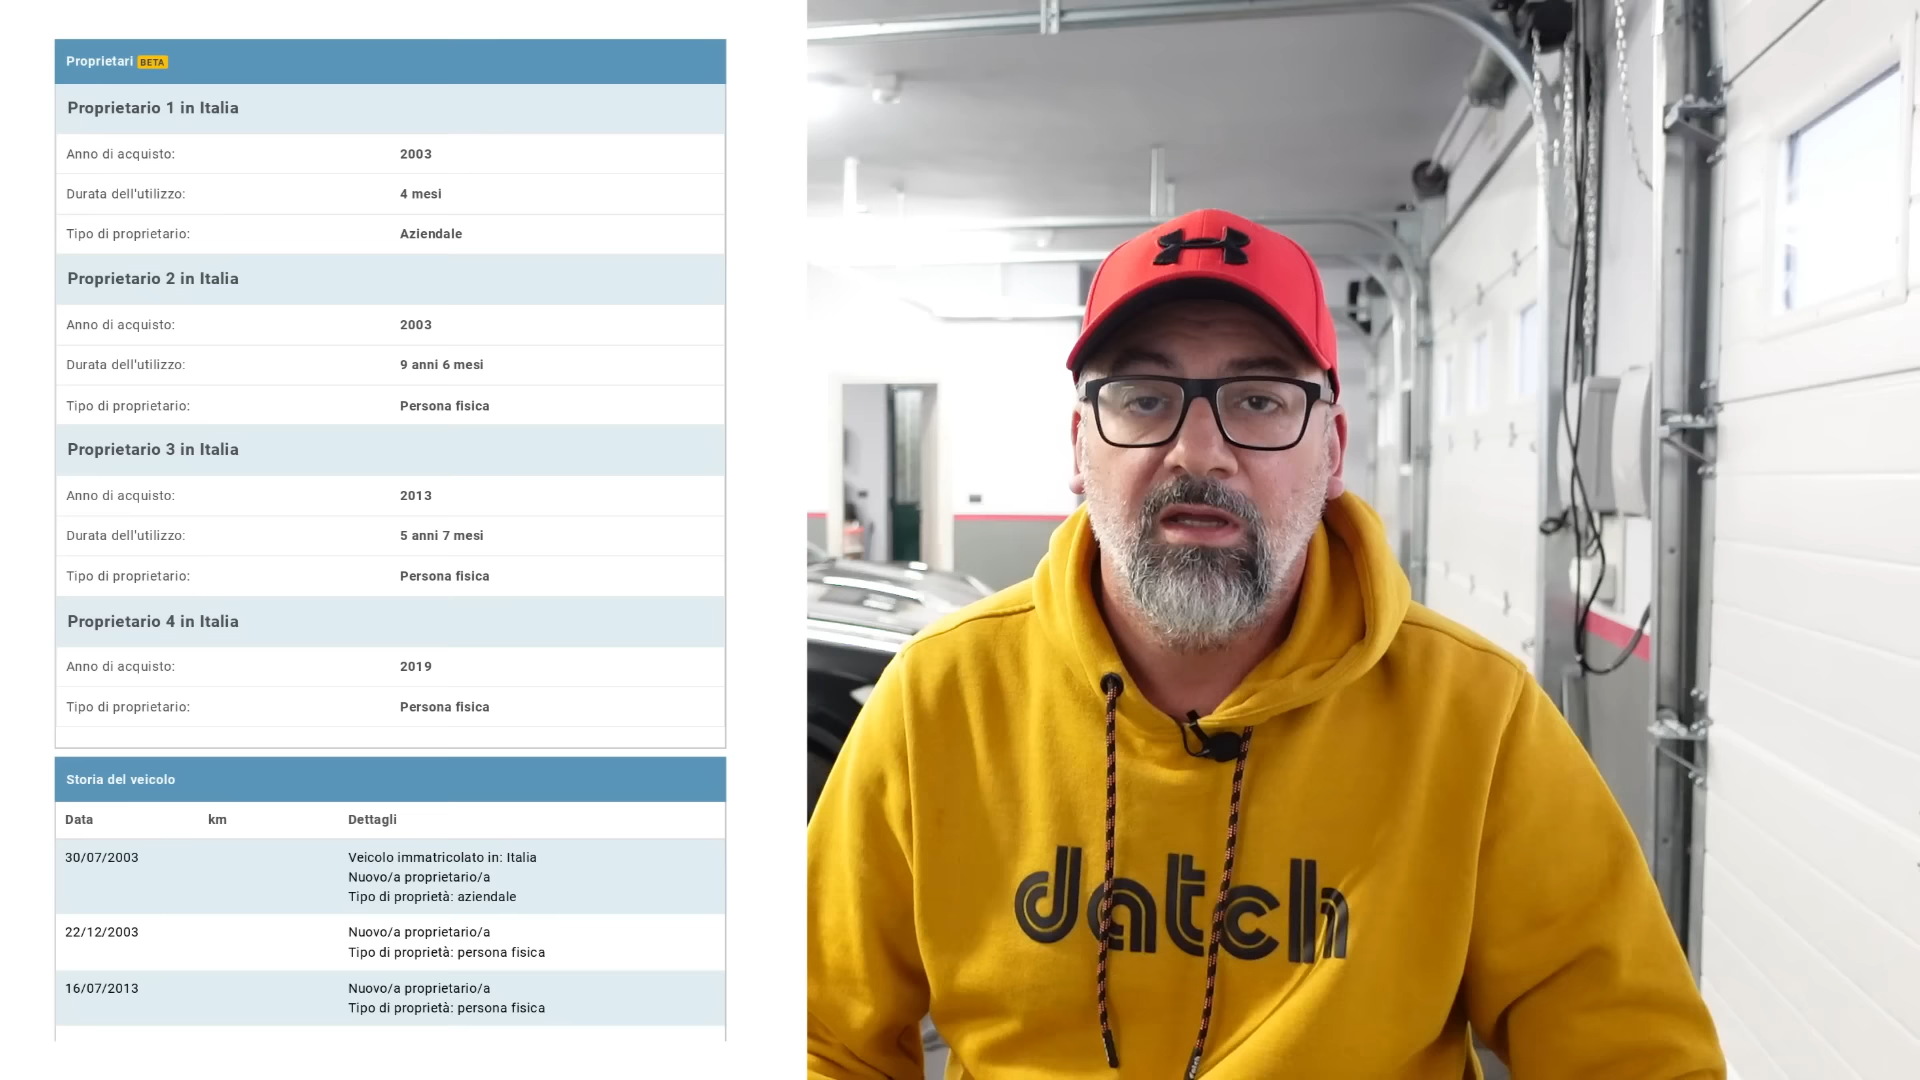 Proprietari BETA
Proprietario 1 in Italia
Anno di acquisto: 2003
Durata dell'utilizzo: 4 mesi
Tipo di proprietario: Aziendale
Proprietario 2 in Italia
Anno di acquisto: 2003
Durata dell'utilizzo: 9 anni 6 mesi
Tipo di proprietario: Persona fisica
Proprietario 3 in Italia
Anno di acquisto: 2013
Durata dell'utilizzo: 5 anni 7 mesi
Tipo di proprietario: Persona fisica
Proprietario 4 in Italia
Anno di acquisto: 2019
Tipo di proprietario: Persona fisica
Storia del veicolo
Data km Dettagli
30/07/2003 Veicolo immatricolato in: Italia
Nuovo/a proprietario/a
Tipo di proprietà: aziendale
22/12/2003 Nuovo/a proprietario/a
Tipo di proprietà: persona fisica
16/07/2013 Nuovo/a proprietario/a
Tipo di proprietà: persona fisica
datch